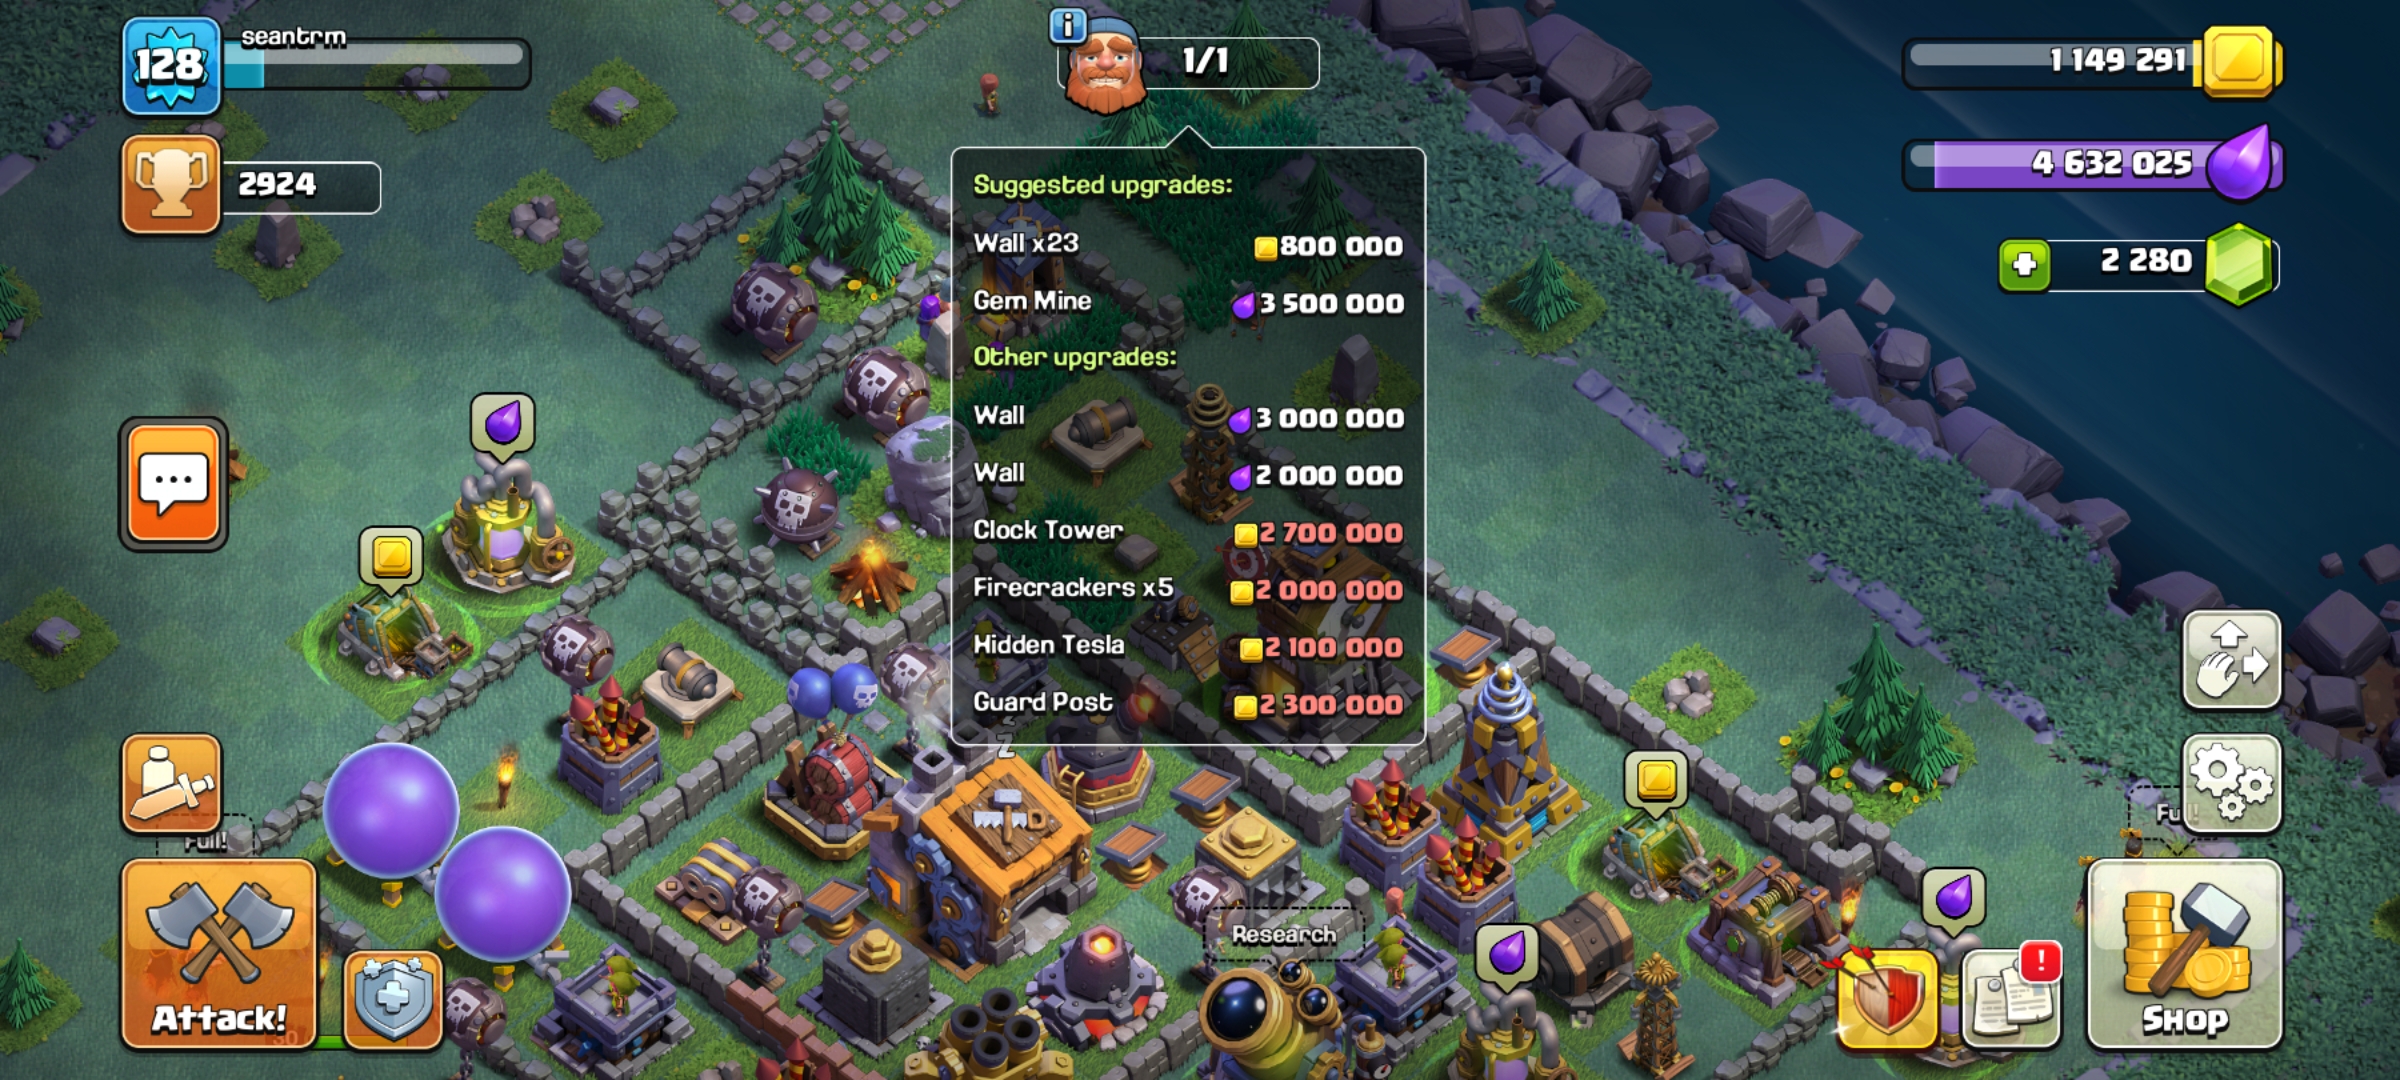 128
seantrm
1/1
1 149 291
2924
4 632 025
2 280
Suggested upgrades:
Wall x23 800 000
Gem Mine 3 500 000
Other upgrades:
Wall 3 000 000
Wall 2 000 000
Clock Tower 2 700 000
Firecrackers x5 2 000 000
Hidden Tesla 2 100 000
Guard Post 2 300 000
z
Z
Full!
Research
!
Attack!
30
Shop